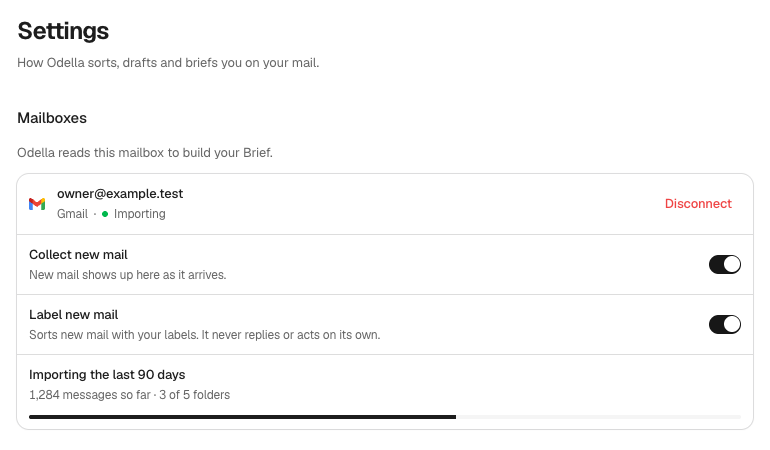 Settings
How Odella sorts, drafts and briefs you on your mail.
Mailboxes
Odella reads this mailbox to build your Brief.
owner@example.test
Gmail · Importing
Disconnect
Collect new mail
New mail shows up here as it arrives.
Label new mail
Sorts new mail with your labels. It never replies or acts on its own.
Importing the last 90 days
1,284 messages so far · 3 of 5 folders